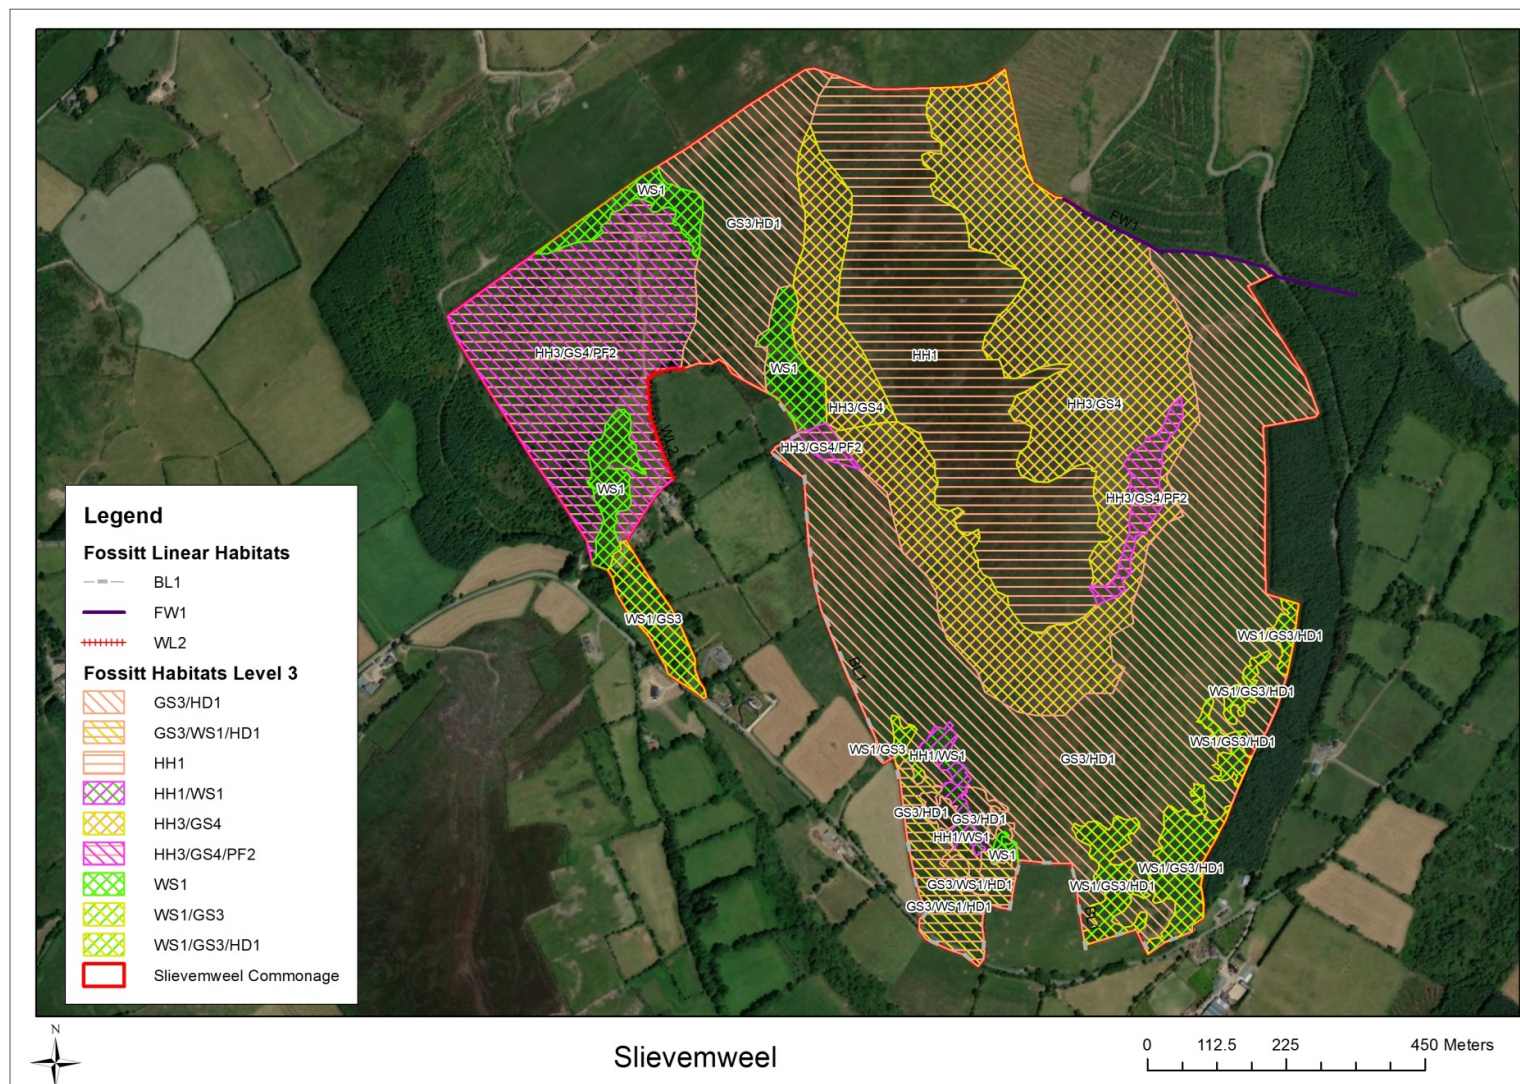 FW1
WS1
GS3/HD1
HH3/GS4/PF2
HH1
WS1
HH3/GS4
HH3/GS4
WL2
HH3/GS4/PF2
WS1
HH3/GS4/PF2
WS1/GS3
WS1/GS3/HD1
BL1
WS1/GS3/HD1
WS1/GS3
HH1/WS1
WS1/GS3/HD1
GS3/HD1
GS3/HD1
GS3/HD1
HH1/WS1
WS1
WS1/GS3/HD1
GS3/WS1/HD1
WS1/GS3/HD1
GS3/WS1/HD1
Legend
Fossitt Linear Habitats
BL1
FW1
WL2
Fossitt Habitats Level 3
GS3/HD1
GS3/WS1/HD1
HH1
HH1/WS1
HH3/GS4
HH3/GS4/PF2
WS1
WS1/GS3
WS1/GS3/HD1
Slievemweel Commonage
N
Slievemweel
0 112.5 225 450 Meters